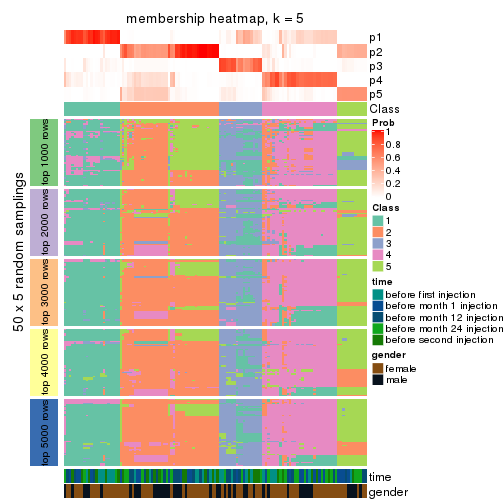 membership heatmap, k = 5
p1
p2
p3
p4
p5
Class
50 x 5 random samplings
top 1000 rows
top 2000 rows
top 3000 rows
top 4000 rows
top 5000 rows
Prob
1
0.8
0.6
0.4
0.2
0
Class
1
2
3
4
5
time
before first injection
before month 1 injection
before month 12 injection
before month 24 injection
before second injection
gender
female
male
time
gender